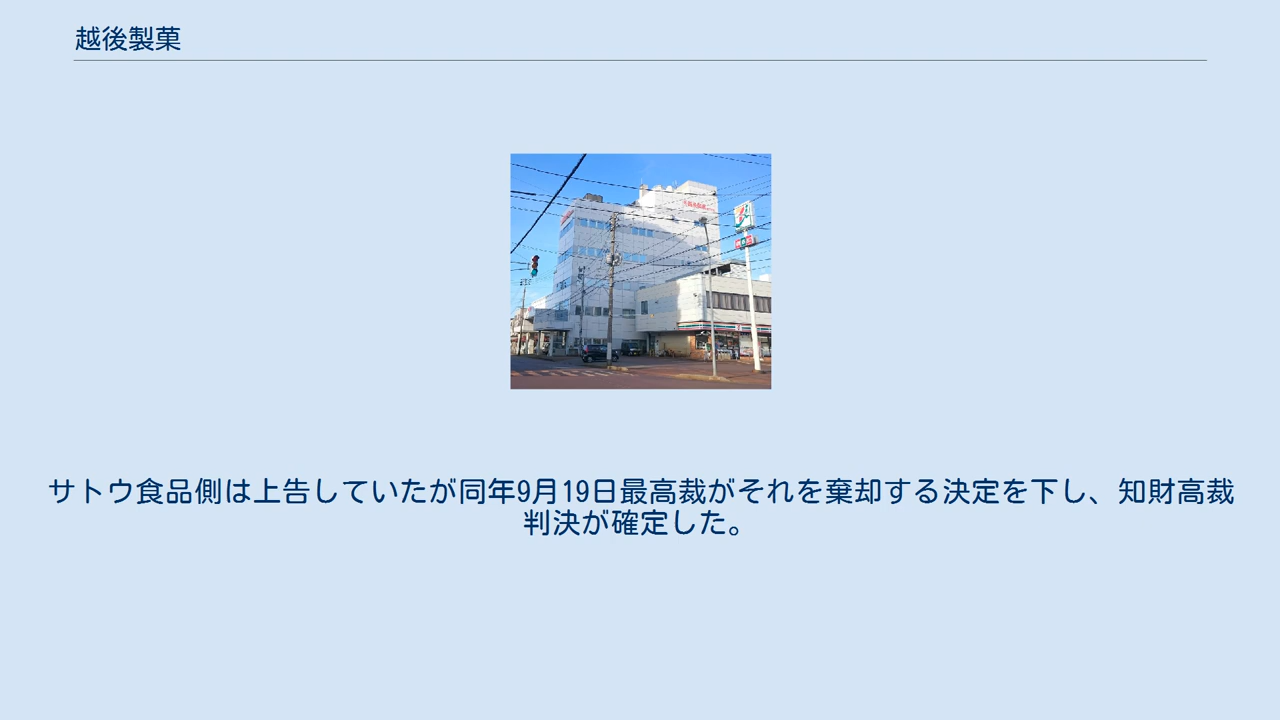 越後製菓
サトウ食品側は上告していたが同年9月19日最高裁がそれを棄却する決定を下し、知財高裁
判決が確定した。